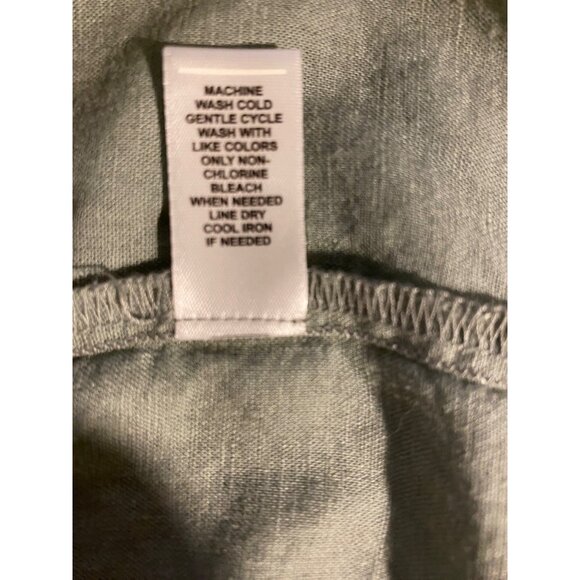 MACHINE
WASH COLD
GENTLE CYCLE
WASH WITH
LIKE COLORS
ONLY NON-
CHLORINE
BLEACH
WHEN NEEDED
LINE DRY
COOL IRON
IF NEEDED